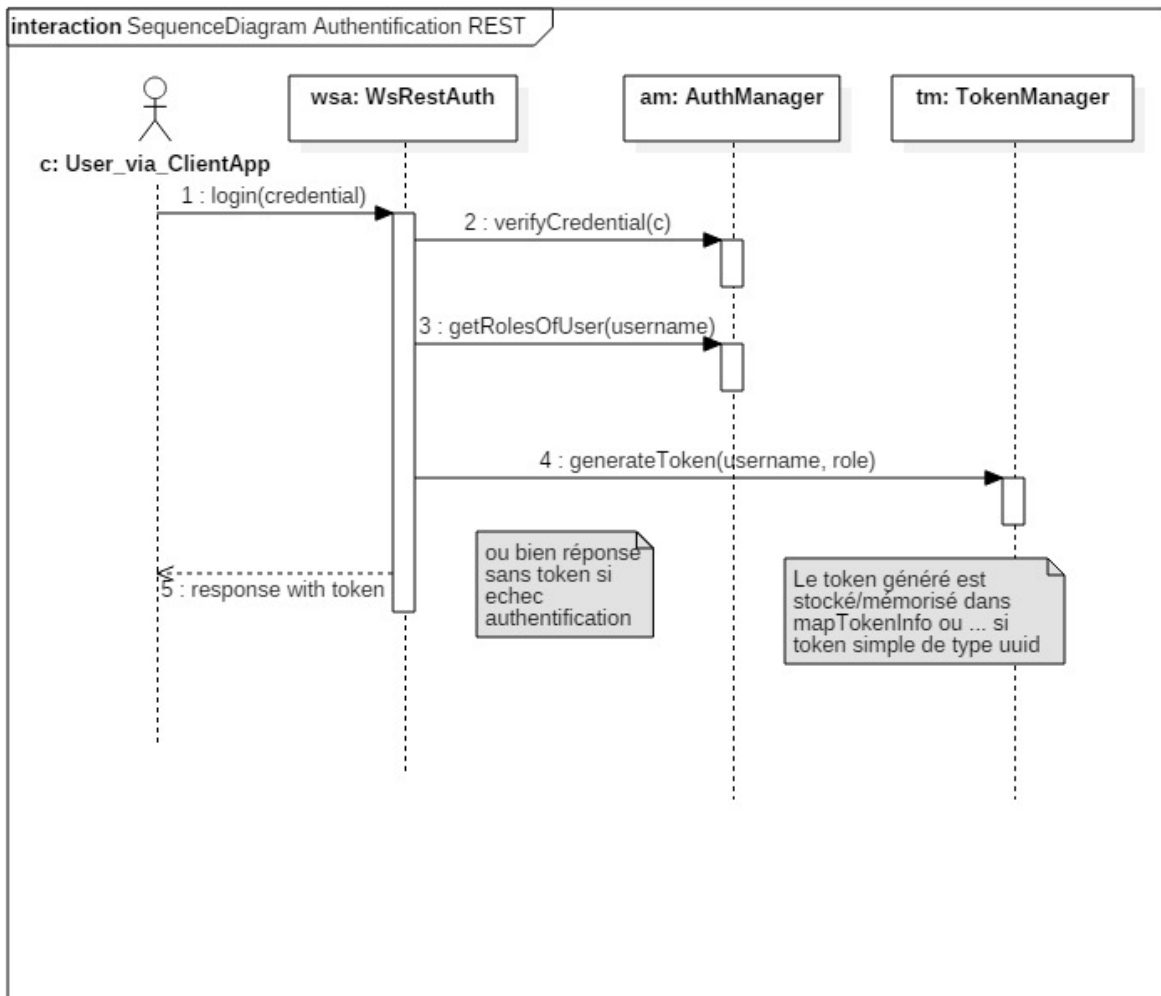 interaction SequenceDiagram Authentification REST
wsa: WsRestAuth
am: AuthManager
tm: TokenManager
c: User_via_ClientApp
1 : login(credential)
2 : verifyCredential(c)
3 : getRolesOfUser(username)
4 : generateToken(username, role)
ou bien réponse
sans token si
echec
authentification
5 : response with token
Le token généré est
stocké/mémorisé dans
mapTokenInfo ou ... si
token simple de type uuid